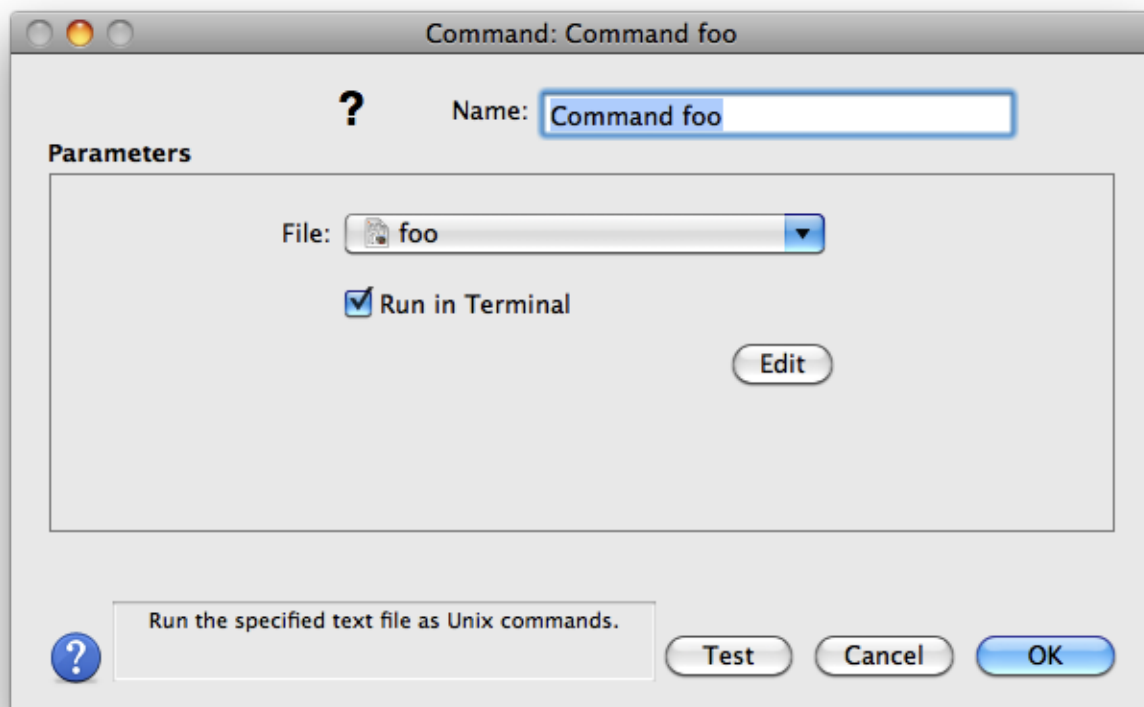 Command: Command foo
?
Name: Command foo
Parameters
File: foo
Run in Terminal
Edit
Run the specified text file as Unix commands.
?
Test Cancel OK